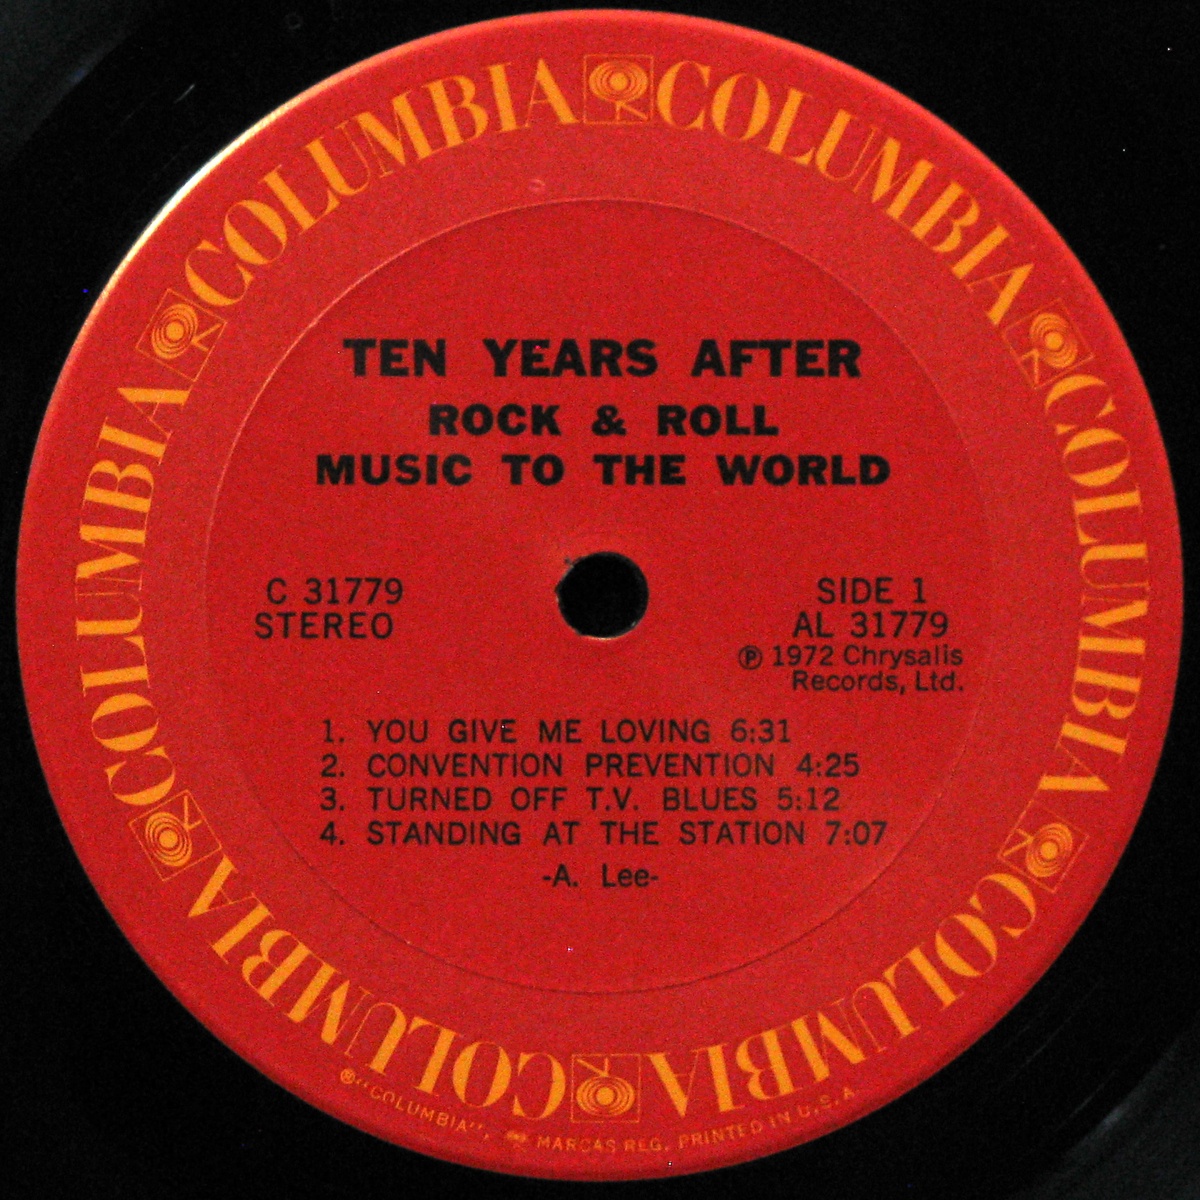 COLUMBIA COLUMBIA COLUMBIA COLUMBIA COLUMBIA COLUMBIA
TEN YEARS AFTER
ROCK & ROLL
MUSIC TO THE WORLD
C 31779
STEREO
SIDE 1
AL 31779
℗ 1972 Chrysalis
Records, Ltd.
1. YOU GIVE ME LOVING 6:31
2. CONVENTION PREVENTION 4:25
3. TURNED OFF T.V. BLUES 5:12
4. STANDING AT THE STATION 7:07
-A. Lee-
®"COLUMBIA", MARCAS REG. PRINTED IN U.S.A.